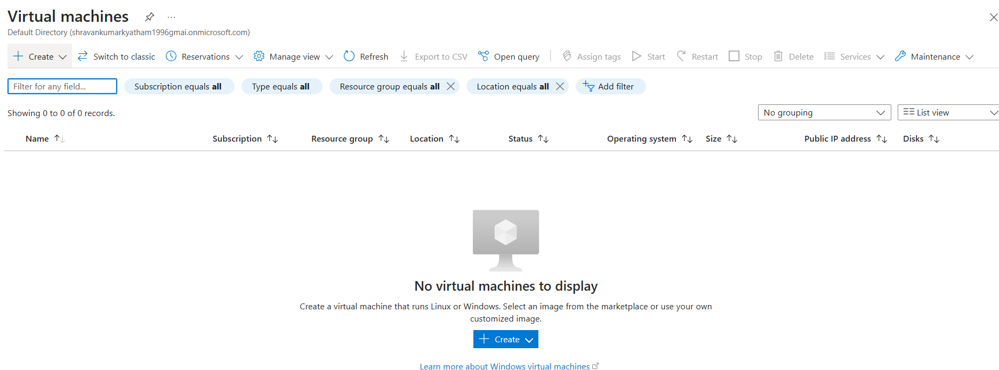 Virtual machines
Default Directory (shravankumarkyatham1996gmai.onmicrosoft.com)
Create Switch to classic Reservations Manage view Refresh Export to CSV Open query Assign tags Start Restart Stop Delete Services Maintenance
Filter for any field... Subscription equals all Type equals all Resource group equals all Location equals all Add filter
Showing 0 to 0 of 0 records. No grouping List view
Name Subscription Resource group Location Status Operating system Size Public IP address Disks
No virtual machines to display
Create a virtual machine that runs Linux or Windows. Select an image from the marketplace or use your own
customized image.
Create
Learn more about Windows virtual machines